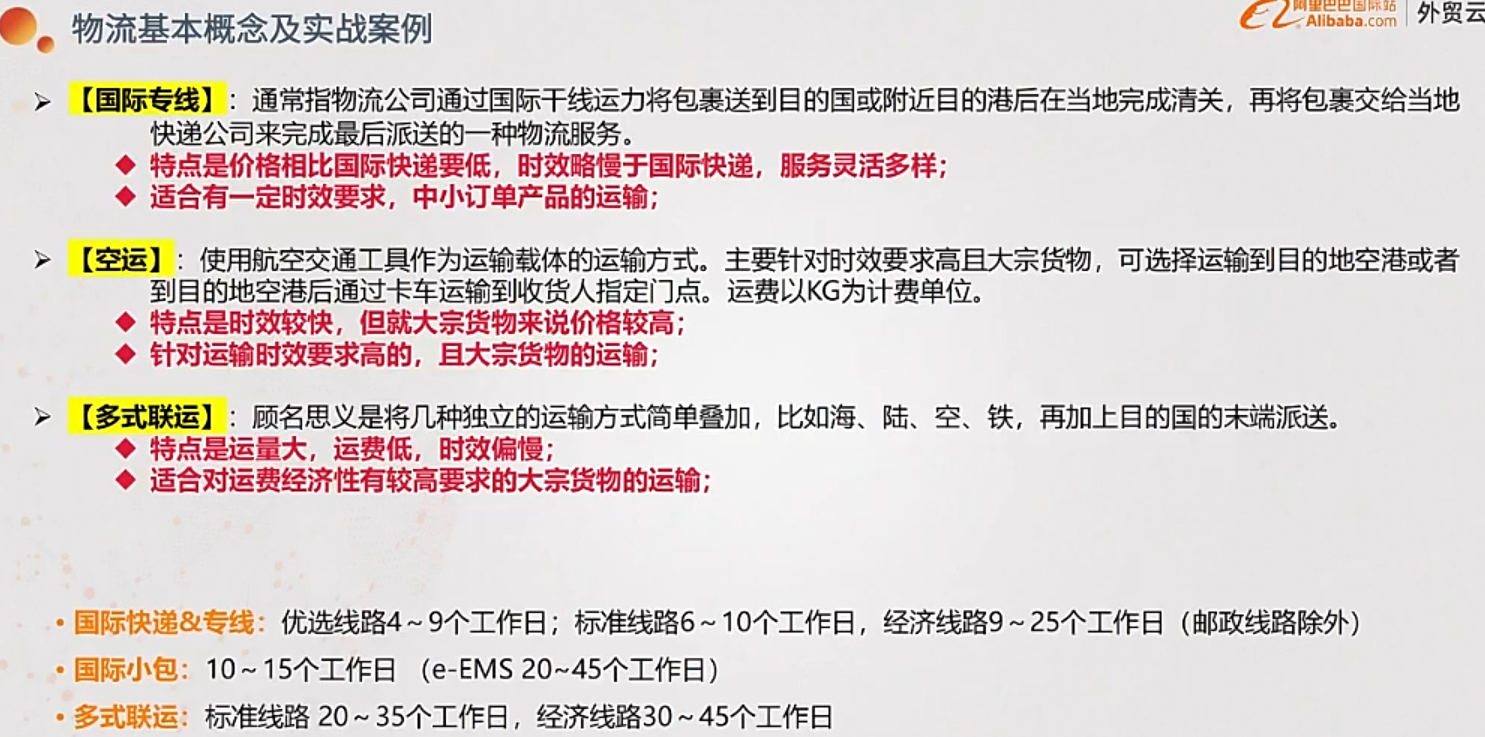 物流基本概念及实战案例
阿里巴巴国际站
Alibaba.com
外贸云
【国际专线】：通常指物流公司通过国际干线运力将包裹送到目的国或附近目的港后在当地完成清关，再将包裹交给当地
快递公司来完成最后派送的一种物流服务。
特点是价格相比国际快递要低，时效略慢于国际快递，服务灵活多样；
适合有一定时效要求，中小订单产品的运输；
【空运】：使用航空交通工具作为运输载体的运输方式。主要针对时效要求高且大宗货物，可选择运输到目的地空港或者
到目的地空港后通过卡车运输到收货人指定门点。运费以KG为计费单位。
特点是时效较快，但就大宗货物来说价格较高；
针对运输时效要求高的，且大宗货物的运输；
【多式联运】：顾名思义是将几种独立的运输方式简单叠加，比如海、陆、空、铁，再加上目的国的末端派送。
特点是运量大，运费低，时效偏慢；
适合对运费经济性有较高要求的大宗货物的运输；
• 国际快递&专线：优选线路4～9个工作日；标准线路6～10个工作日，经济线路9～25个工作日（邮政线路除外）
• 国际小包：10～15个工作日 （e-EMS 20~45个工作日）
• 多式联运：标准线路 20～35个工作日，经济线路30～45个工作日